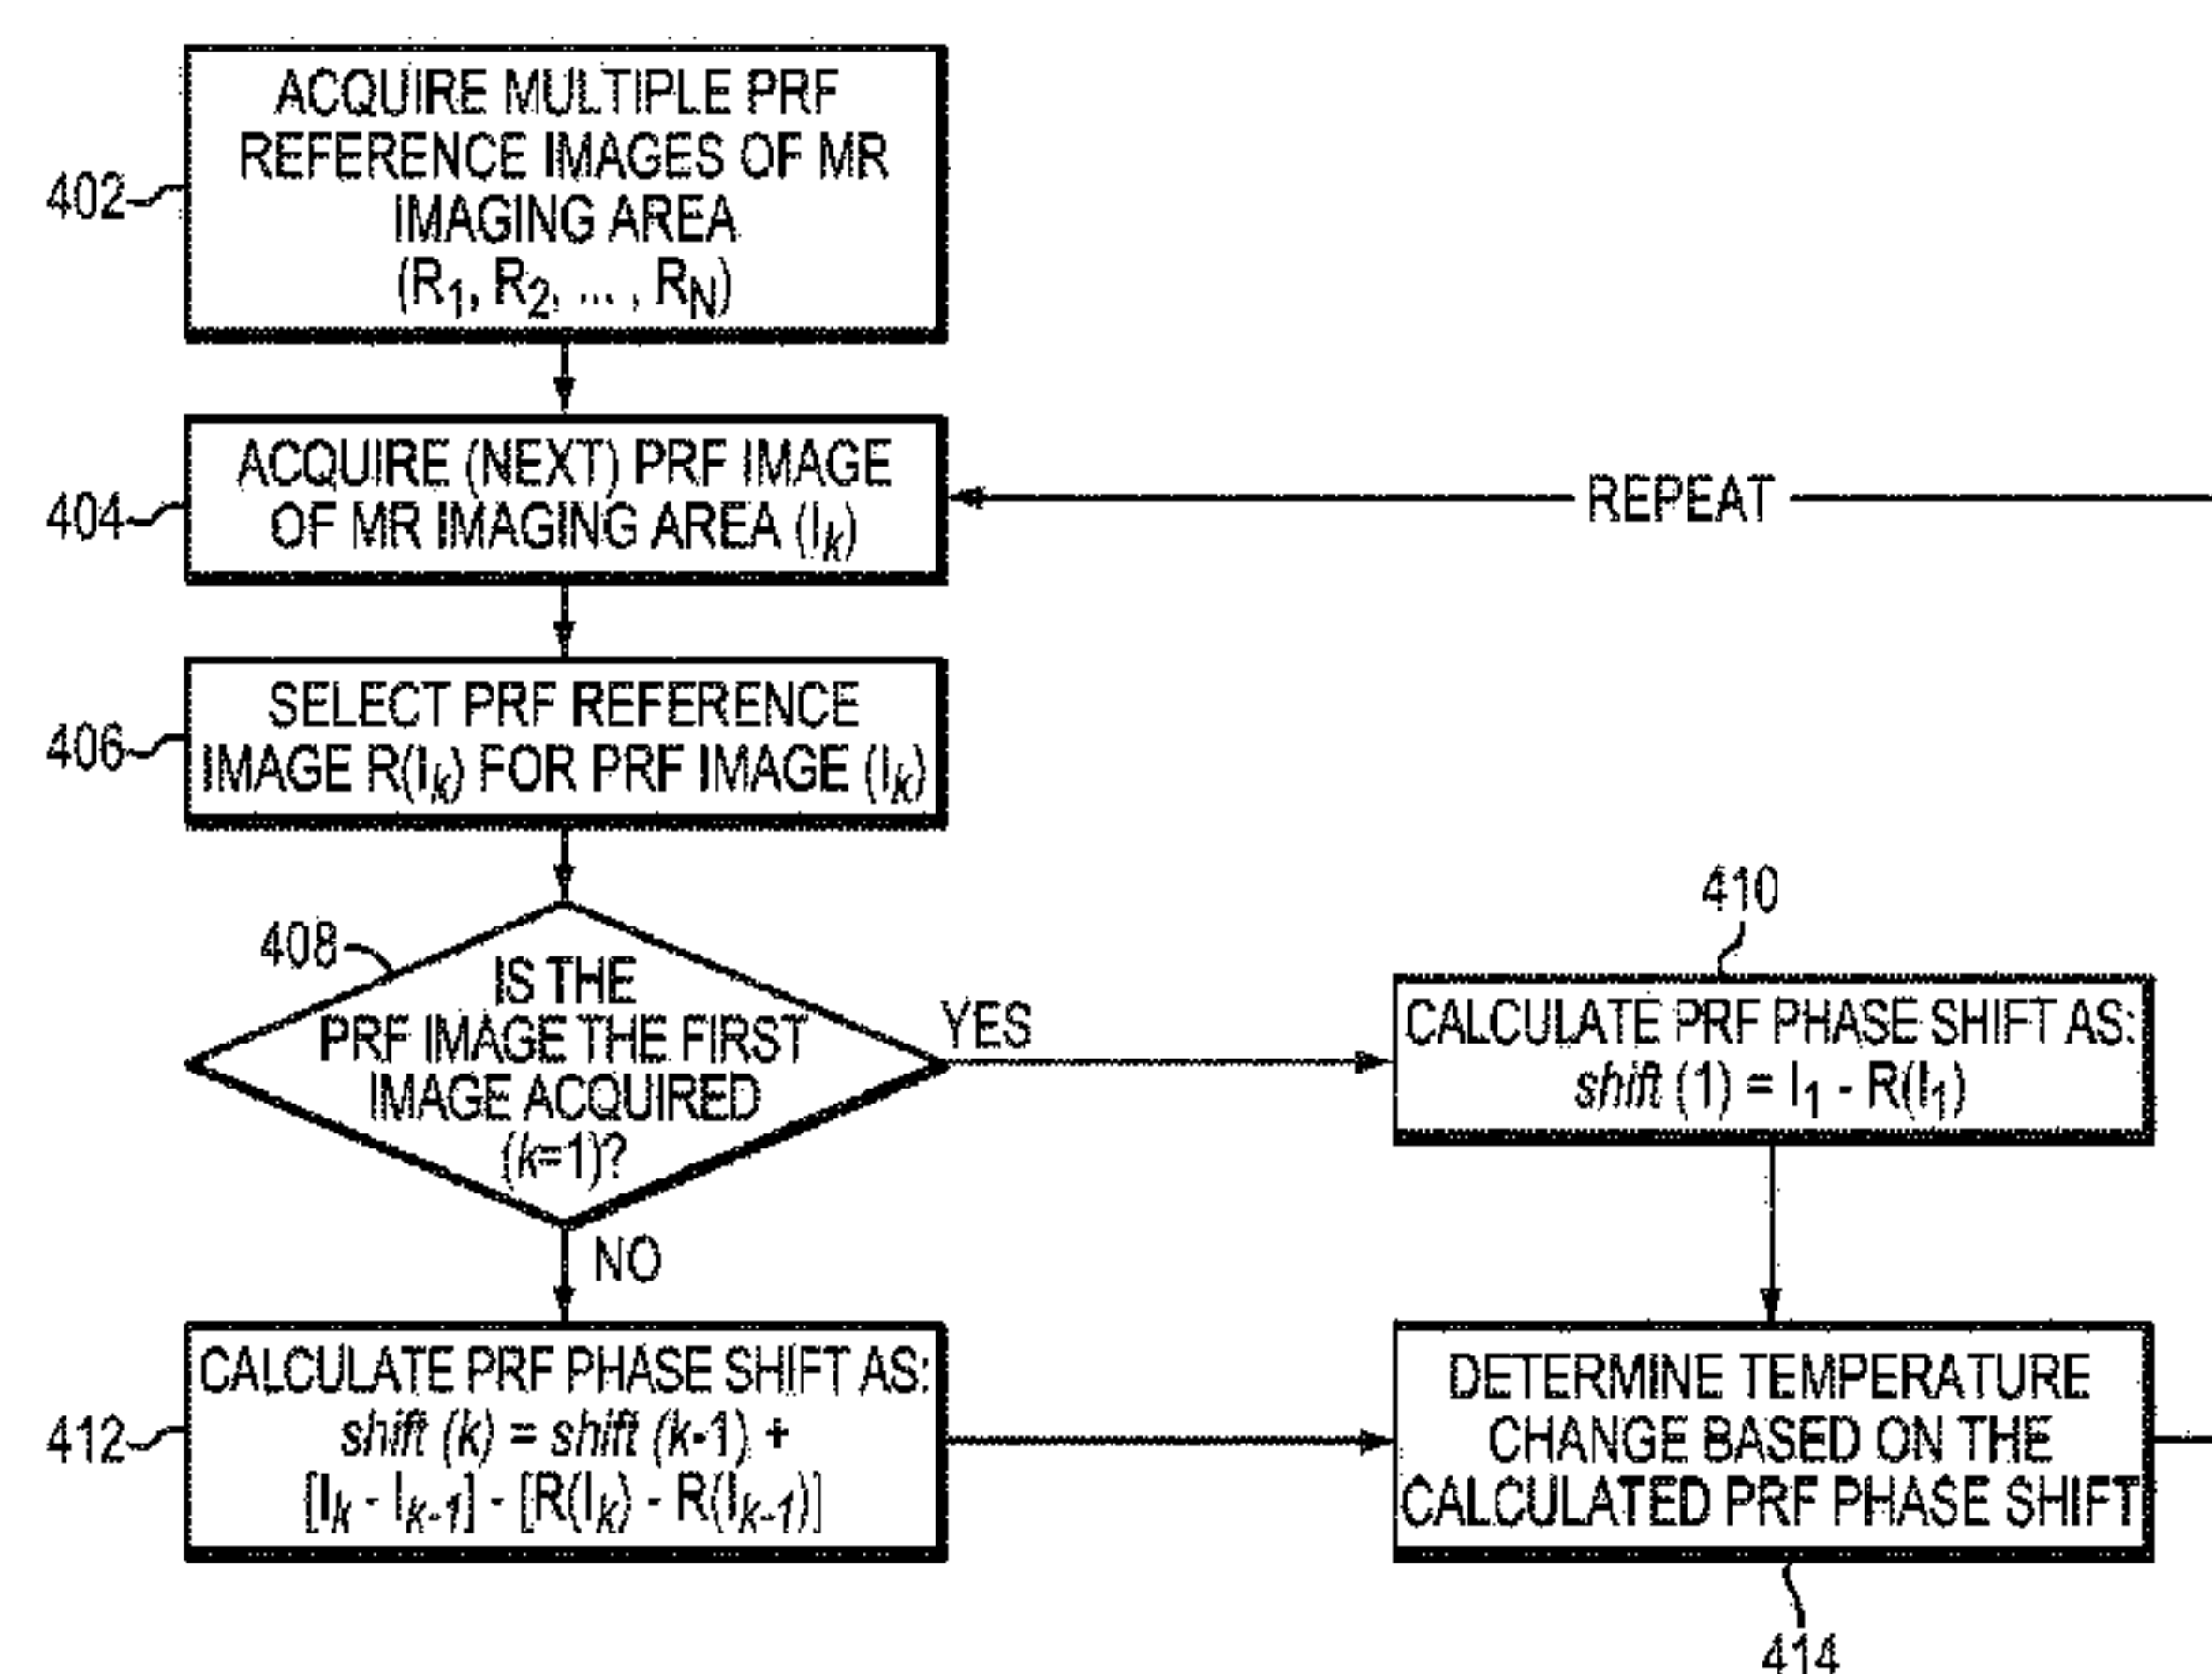 402
ACQUIRE MULTIPLE PRF
REFERENCE IMAGES OF MR
IMAGING AREA
(R1, R2, ... , RN)
404
ACQUIRE (NEXT) PRF IMAGE
OF MR IMAGING AREA (Ik)
REPEAT
406
SELECT PRF REFERENCE
IMAGE R(Ik) FOR PRF IMAGE (Ik)
408
IS THE
PRF IMAGE THE FIRST
IMAGE ACQUIRED
(k=1)?
YES
410
CALCULATE PRF PHASE SHIFT AS:
shift (1) = I1 - R(I1)
NO
412
CALCULATE PRF PHASE SHIFT AS:
shift (k) = shift (k-1) +
[Ik - Ik-1] - [R(Ik) - R(Ik-1)]
DETERMINE TEMPERATURE
CHANGE BASED ON THE
CALCULATED PRF PHASE SHIFT
414